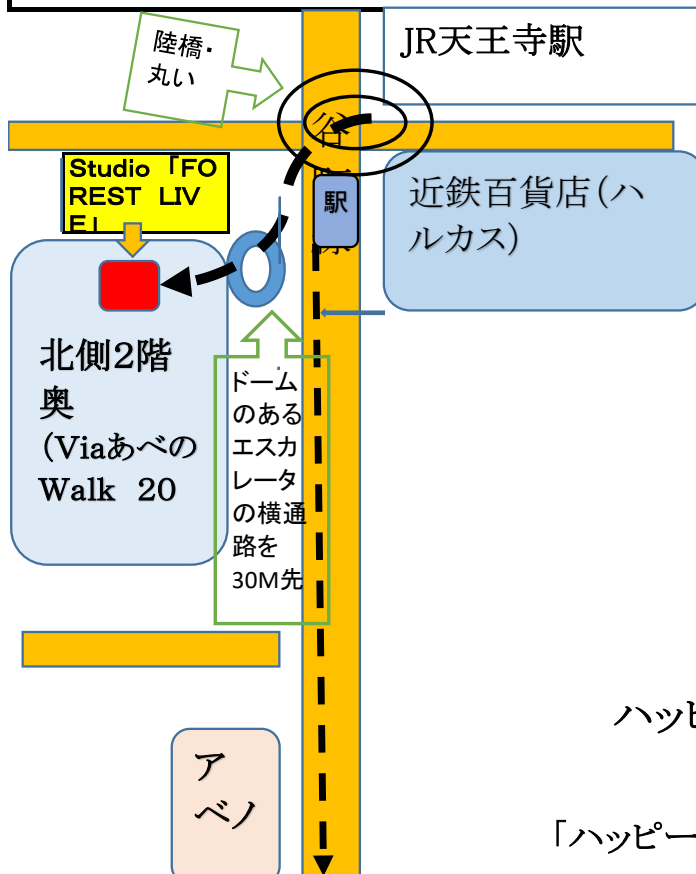 陸橋・
丸い
JR天王寺駅
谷
駅
Studio 「FO
REST LIV
E」
近鉄百貨店(ハ
ルカス)
北側2階
奥
(Viaあべの
Walk 20
ドーム
のある
エスカ
レータ
の横通
路を
30M先
ア
ベノ
ハッピ
「ハッピー